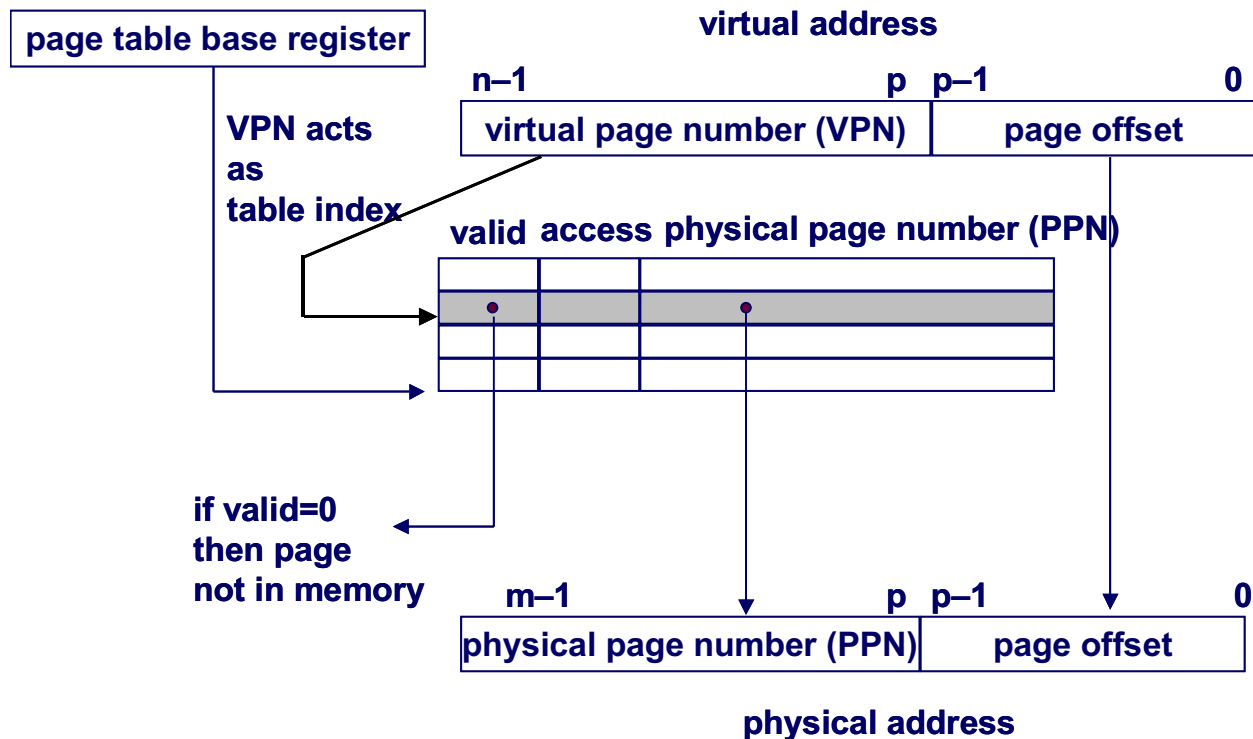 page table base register
virtual address
n–1 p p–1 0
virtual page number (VPN) page offset
VPN acts
as
table index
valid access physical page number (PPN)
if valid=0
then page
not in memory
m–1 p p–1 0
physical page number (PPN) page offset
physical address